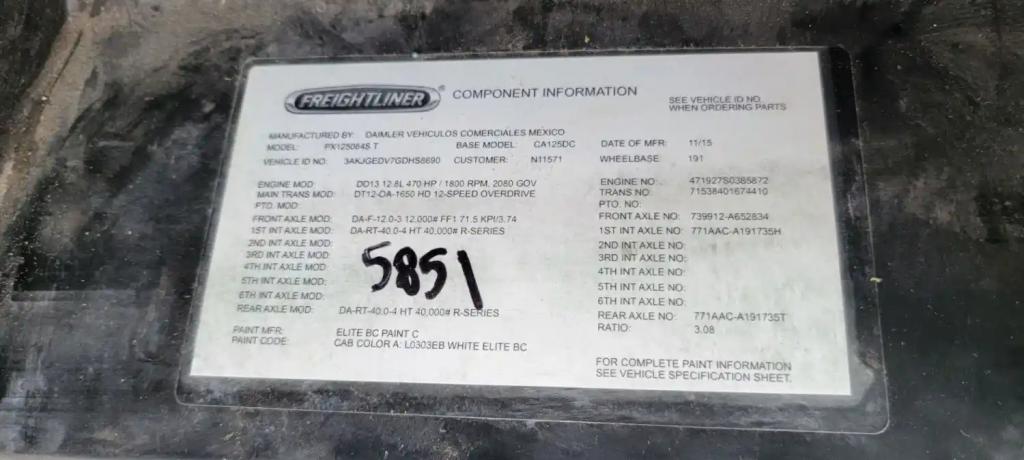 FREIGHTLINER® COMPONENT INFORMATION
SEE VEHICLE ID NO.
WHEN ORDERING PARTS
MANUFACTURED BY: DAIMLER VEHICULOS COMERCIALES MEXICO
MODEL: PX125064S T BASE MODEL: CA125DC DATE OF MFR: 11/15
VEHICLE ID NO: 3AKJGEDV7GDHS8690 CUSTOMER: N11571 WHEELBASE: 191
ENGINE MOD: DD13 12.8L 470 HP / 1800 RPM, 2080 GOV ENGINE NO: 471927S0385872
MAIN TRANS MOD: DT12-OA-1650 HD 12-SPEED OVERDRIVE TRANS NO: 71538401674410
PTO. MOD: PTO. NO:
FRONT AXLE MOD: DA-F-12.0-3 12,000# FF1 71.5 KPI/3.74 FRONT AXLE NO: 739912-A652834
1ST INT AXLE MOD: DA-RT-40.0-4 HT 40,000# R-SERIES 1ST INT AXLE NO: 771AAC-A191735H
2ND INT AXLE MOD: 2ND INT AXLE NO:
3RD INT AXLE MOD: 3RD INT AXLE NO:
4TH INT AXLE MOD: 4TH INT AXLE NO:
5TH INT AXLE MOD: 5TH INT AXLE NO:
6TH INT AXLE MOD: 6TH INT AXLE NO:
5851
REAR AXLE MOD: DA-RT-40.0-4 HT 40,000# R-SERIES REAR AXLE NO: 771AAC-A191735T
RATIO: 3.08
PAINT MFR: ELITE BC PAINT C
PAINT CODE: CAB COLOR A: L0303EB WHITE ELITE BC
FOR COMPLETE PAINT INFORMATION
SEE VEHICLE SPECIFICATION SHEET.